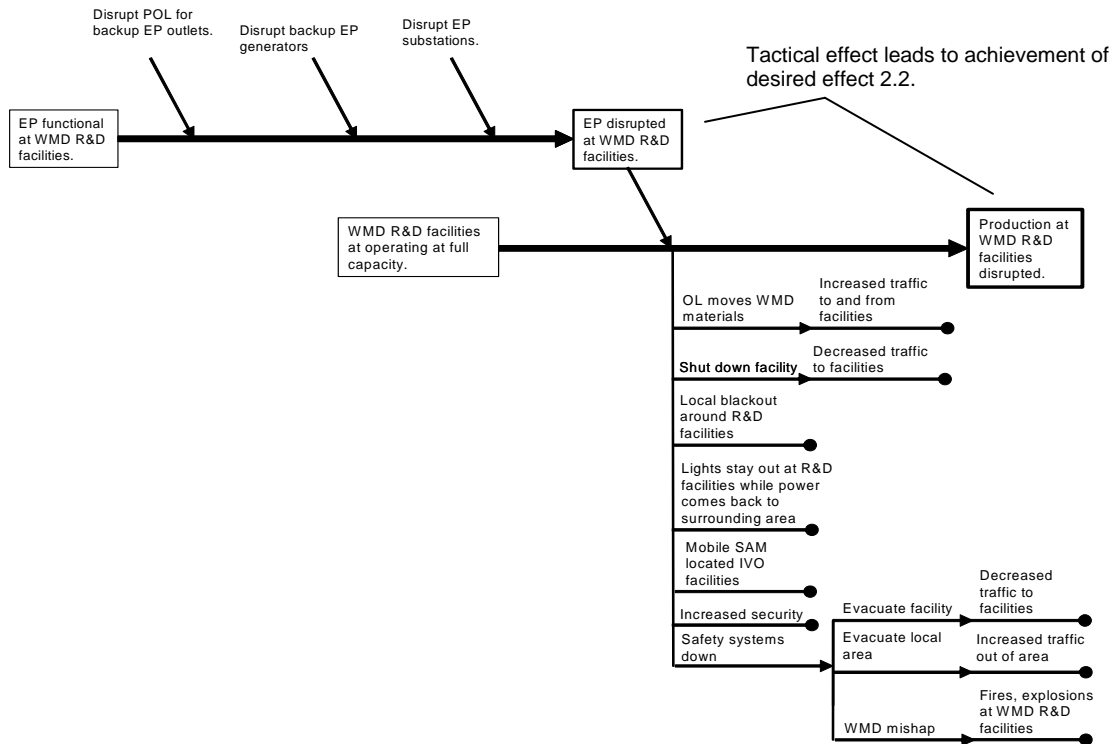 Disrupt POL for
backup EP outlets.
Disrupt backup EP
generators
Disrupt EP
substations.
Tactical effect leads to achievement of
desired effect 2.2.
EP functional
at WMD R&D
facilities.
EP disrupted
at WMD R&D
facilities.
WMD R&D facilities
at operating at full
capacity.
Production at
WMD R&D
facilities
disrupted.
OL moves WMD
materials
Increased traffic
to and from
facilities
Shut down facility
Decreased traffic
to facilities
Local blackout
around R&D
facilities
Lights stay out at R&D
facilities while power
comes back to
surrounding area
Mobile SAM
located IVO
facilities
Increased security
Safety systems
down
Evacuate facility
Decreased
traffic to
facilities
Evacuate local
area
Increased traffic
out of area
WMD mishap
Fires, explosions
at WMD R&D
facilities